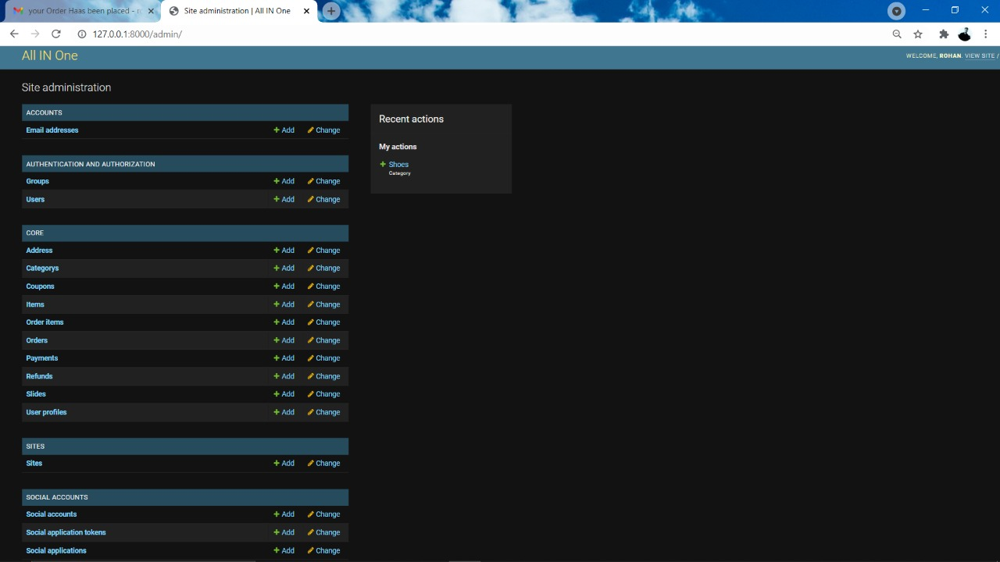 your Order Haas been placed - r
Site administration | All IN One
127.0.0.1:8000/admin/
All IN One
WELCOME, ROHAN. VIEW SITE /
Site administration
ACCOUNTS
Email addresses Add Change
AUTHENTICATION AND AUTHORIZATION
Groups Add Change
Users Add Change
CORE
Address Add Change
Categorys Add Change
Coupons Add Change
Items Add Change
Order items Add Change
Orders Add Change
Payments Add Change
Refunds Add Change
Slides Add Change
User profiles Add Change
SITES
Sites Add Change
SOCIAL ACCOUNTS
Social accounts Add Change
Social application tokens Add Change
Social applications Add Change
Recent actions
My actions
Shoes
Category